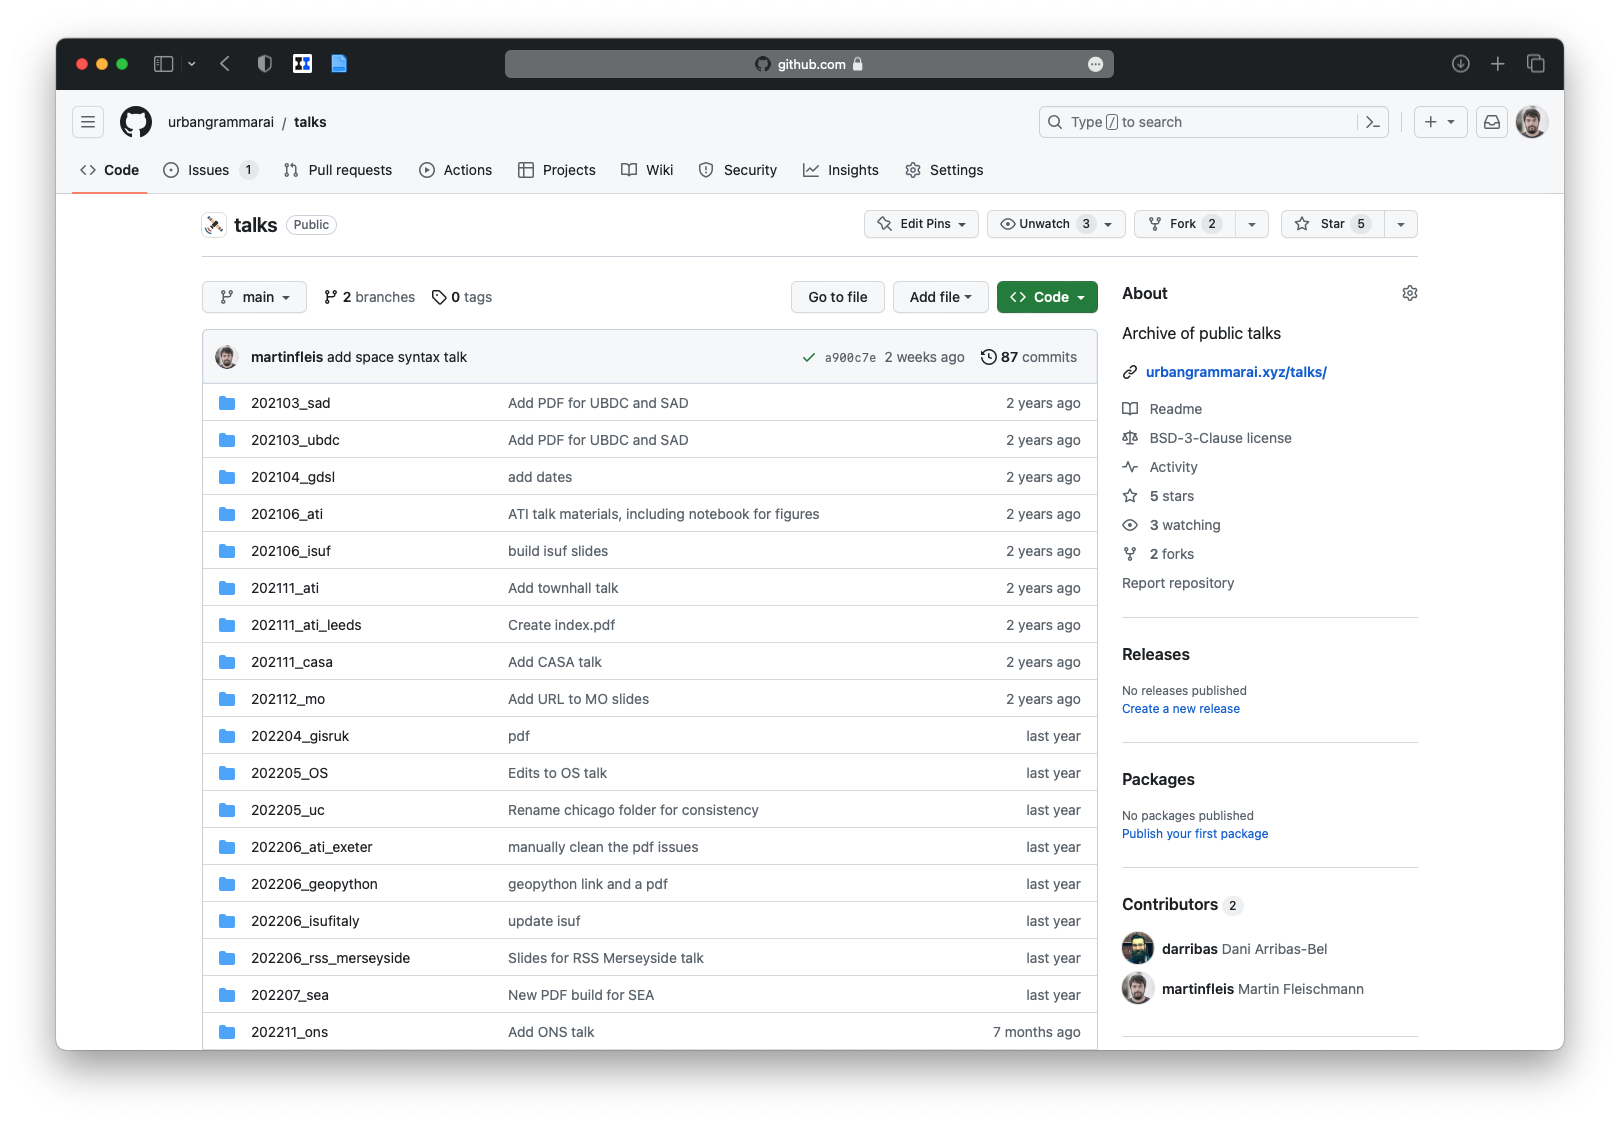 github.com
urbangrammarai / talks
Type / to search
Code Issues 1 Pull requests Actions Projects Wiki Security Insights Settings
talks Public
Edit Pins Unwatch 3 Fork 2 Star 5
main 2 branches 0 tags Go to file Add file Code
martinfleis add space syntax talk a900c7e 2 weeks ago 87 commits
202103_sad Add PDF for UBDC and SAD 2 years ago
202103_ubdc Add PDF for UBDC and SAD 2 years ago
202104_gdsl add dates 2 years ago
202106_ati ATI talk materials, including notebook for figures 2 years ago
202106_isuf build isuf slides 2 years ago
202111_ati Add townhall talk 2 years ago
202111_ati_leeds Create index.pdf 2 years ago
202111_casa Add CASA talk 2 years ago
202112_mo Add URL to MO slides 2 years ago
202204_gisruk pdf last year
202205_OS Edits to OS talk last year
202205_uc Rename chicago folder for consistency last year
202206_ati_exeter manually clean the pdf issues last year
202206_geopython geopython link and a pdf last year
202206_isufitaly update isuf last year
202206_rss_merseyside Slides for RSS Merseyside talk last year
202207_sea New PDF build for SEA last year
202211_ons Add ONS talk 7 months ago
About
Archive of public talks
urbangrammarai.xyz/talks/
Readme
BSD-3-Clause license
Activity
5 stars
3 watching
2 forks
Report repository
Releases
No releases published
Create a new release
Packages
No packages published
Publish your first package
Contributors 2
darribas Dani Arribas-Bel
martinfleis Martin Fleischmann